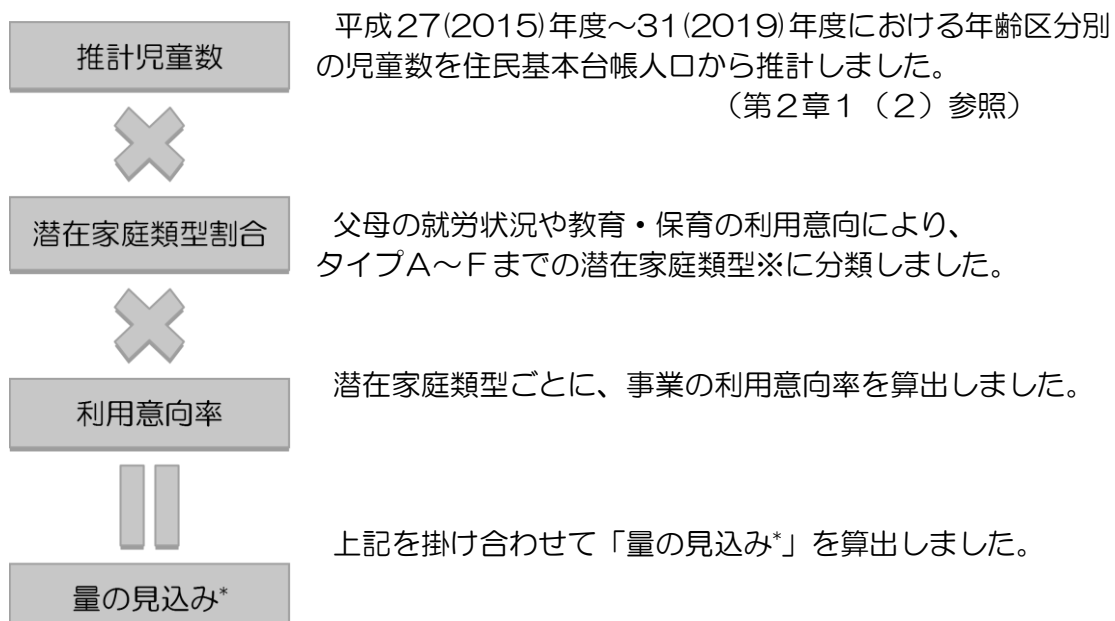 推計児童数
平成27(2015)年度～31(2019)年度における年齢区分別
の児童数を住民基本台帳人口から推計しました。
（第２章１（２）参照）
潜在家庭類型割合
父母の就労状況や教育・保育の利用意向により、
タイプＡ～Ｆまでの潜在家庭類型※に分類しました。
利用意向率
潜在家庭類型ごとに、事業の利用意向率を算出しました。
上記を掛け合わせて「量の見込み*」を算出しました。
量の見込み*